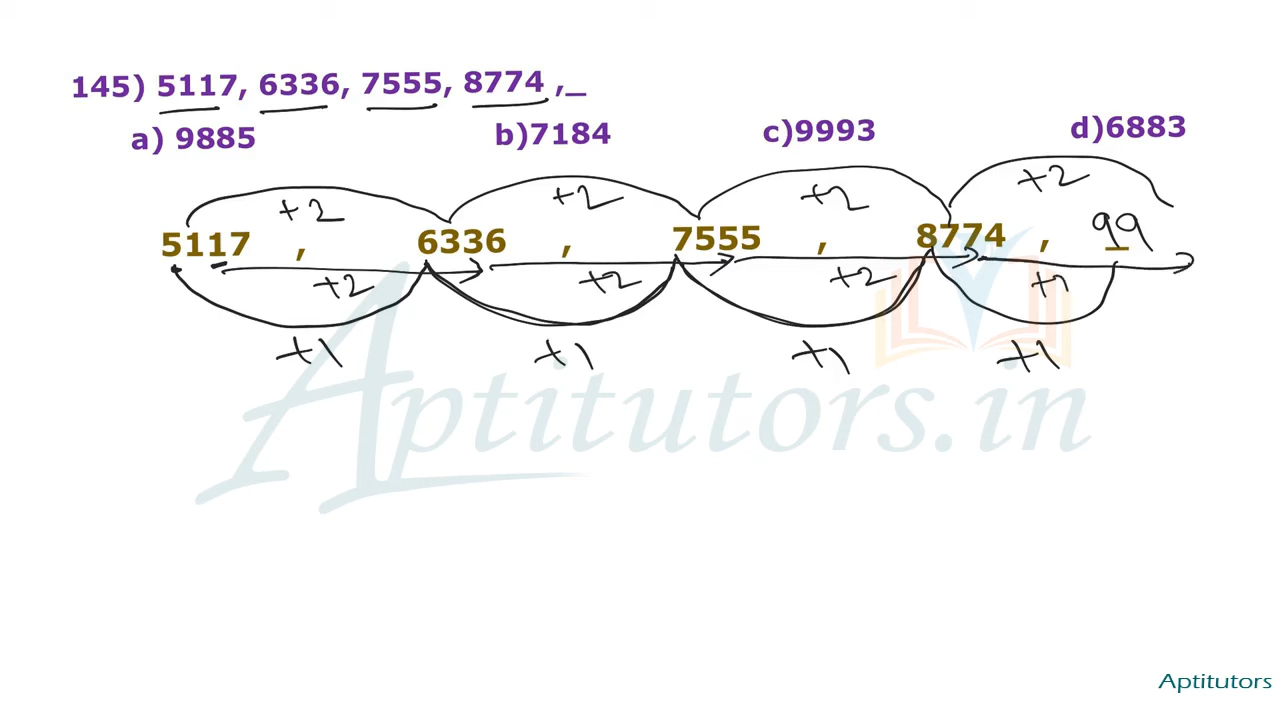 145) 5117, 6336, 7555, 8774 ,_
a) 9885 b)7184 c)9993 d)6883
+2 +2 +2 +2
5117 , 6336 , 7555 , 8774 , 99 _
+2 +2 +2
+1 +1 +1 +1
Aptitutors.in
Aptitutors